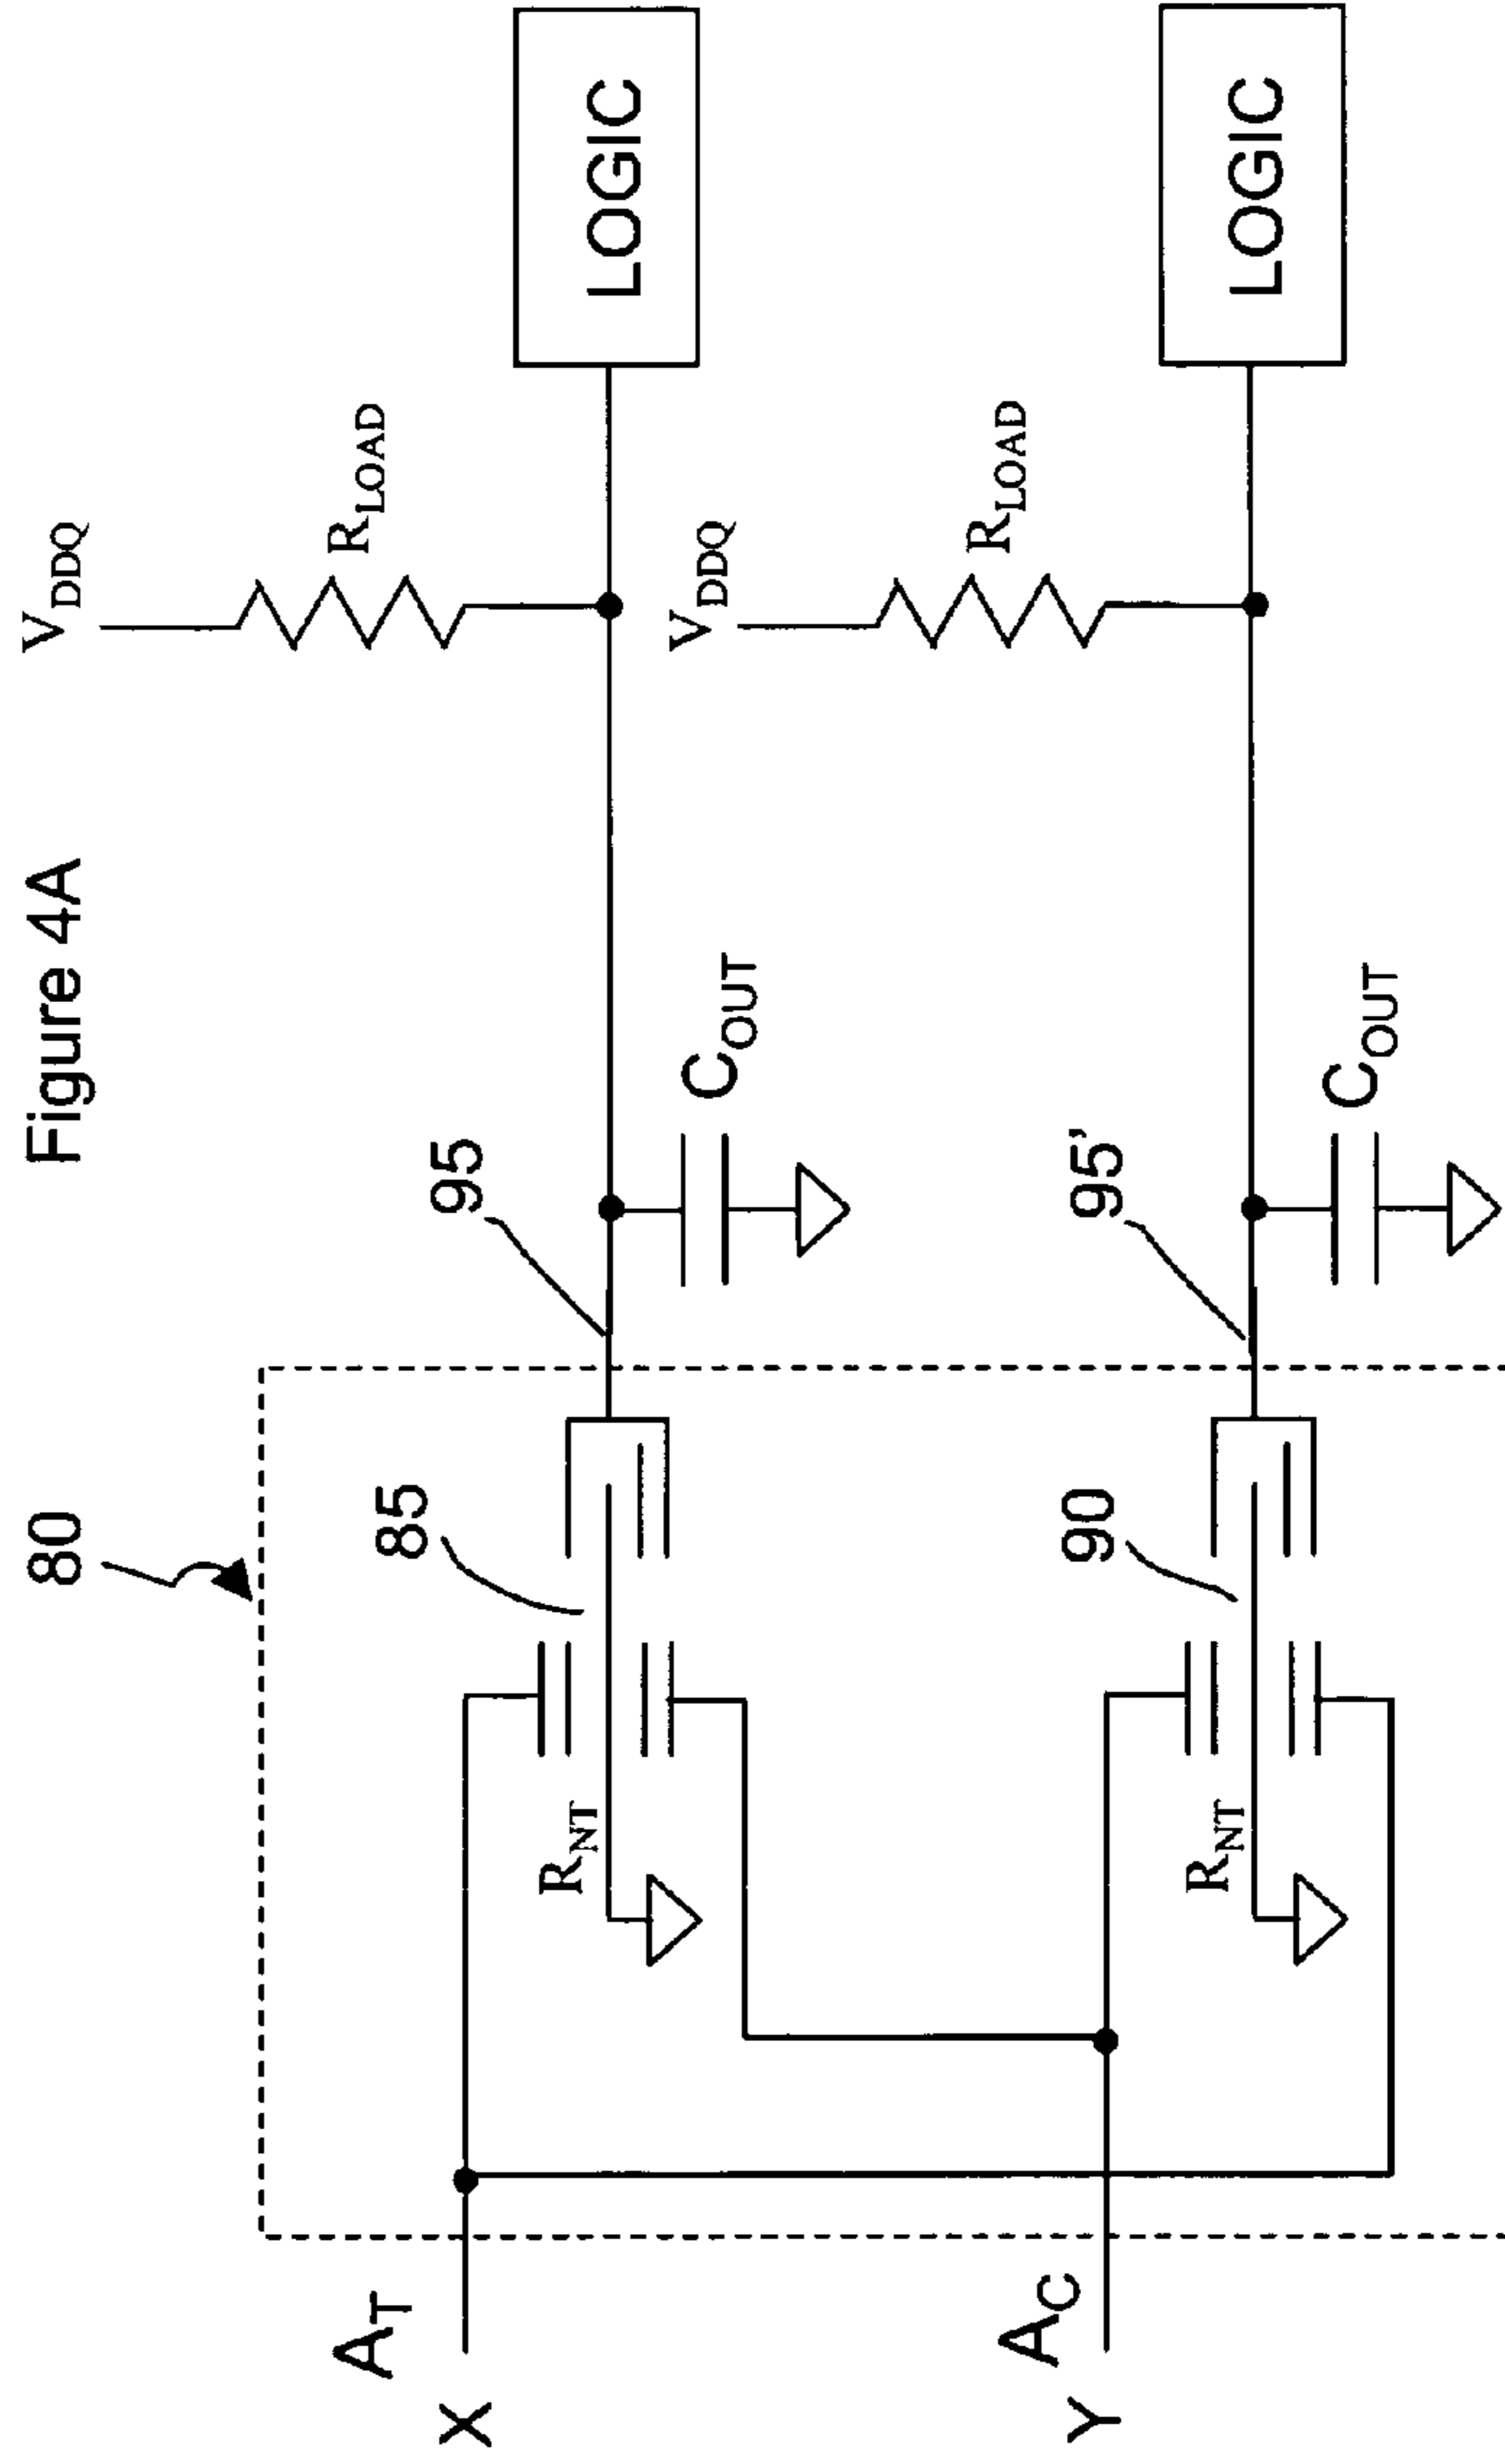 Figure 4A
80
V_DDQ
R_LOAD
85
95
LOGIC
A_T
X
R_NT
C_OUT
V_DDQ
R_LOAD
90
95'
LOGIC
A_C
Y
R_NT
C_OUT